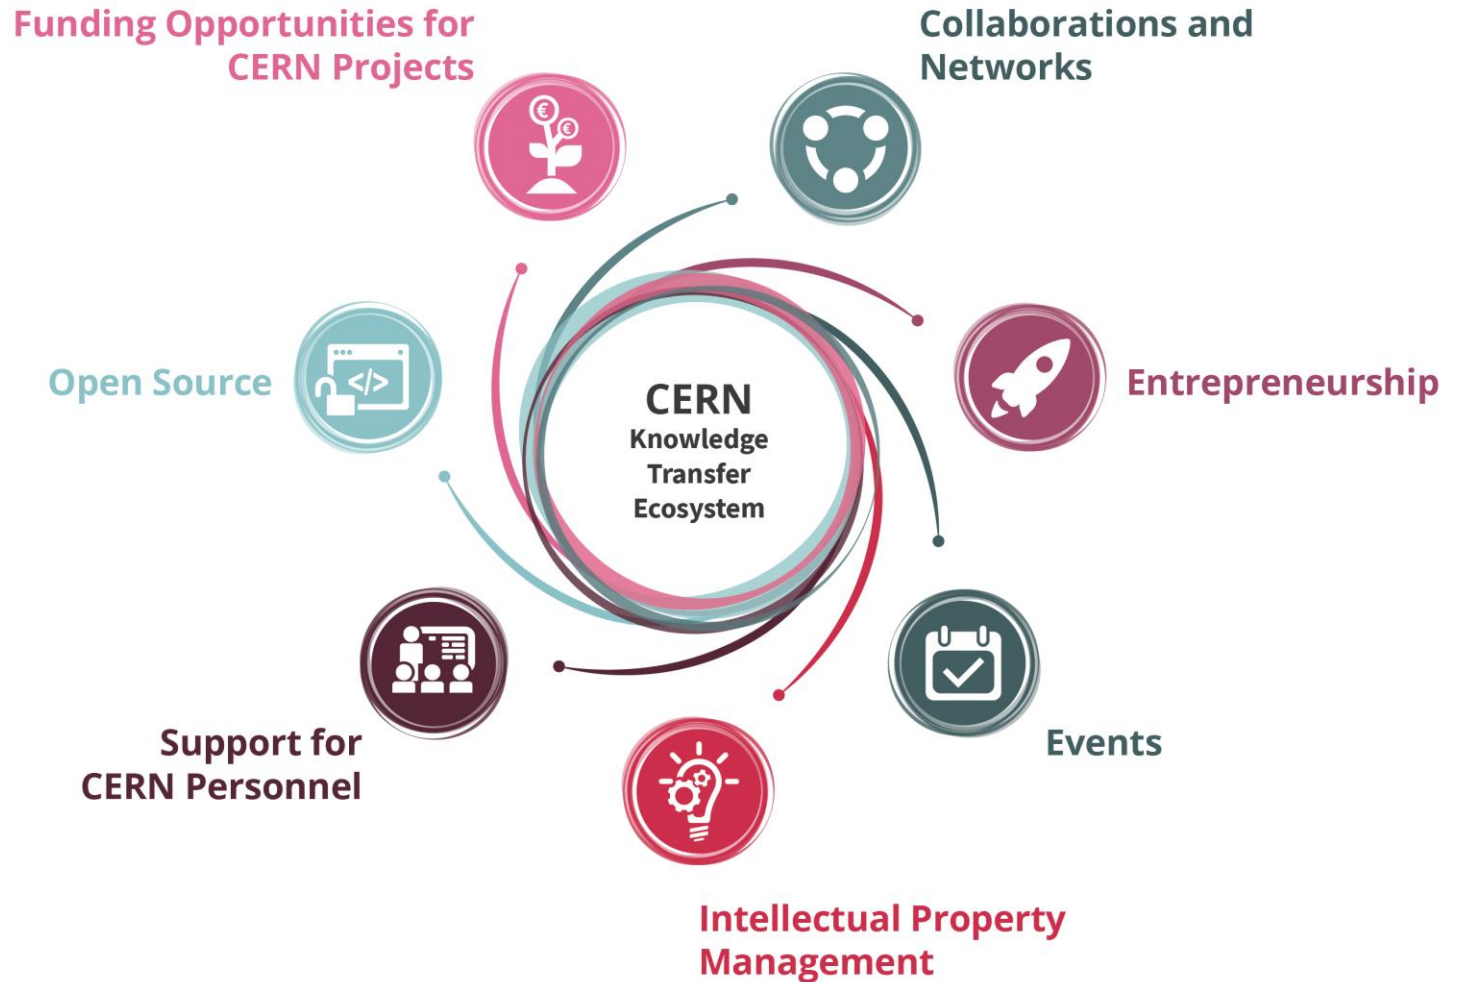 Funding Opportunities for
CERN Projects
Collaborations and
Networks
€
€
Open Source
</>
CERN
Knowledge
Transfer
Ecosystem
Entrepreneurship
Support for
CERN Personnel
Events
Intellectual Property
Management